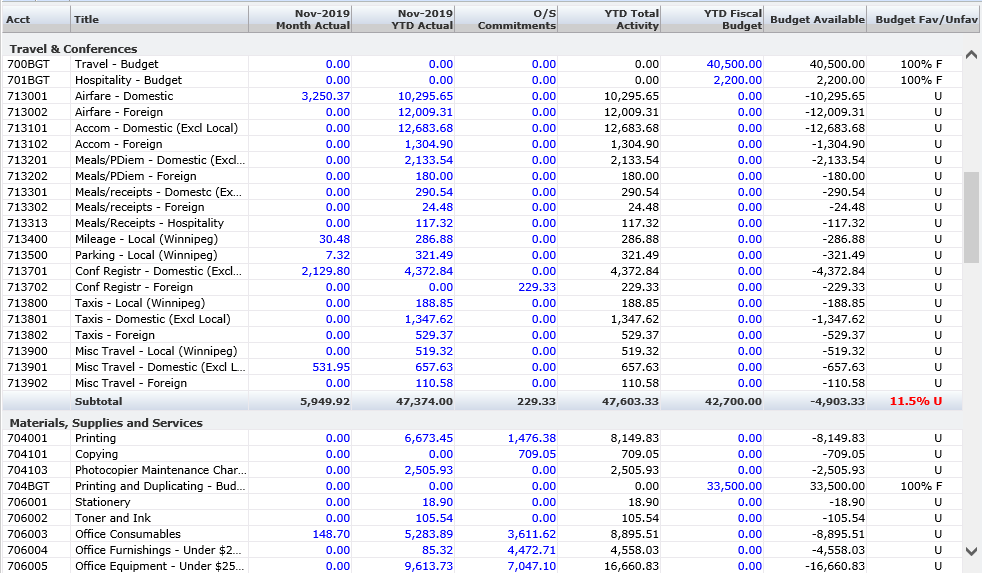 Acct Title Nov-2019 Month Actual Nov-2019 YTD Actual O/S Commitments YTD Total Activity YTD Fiscal Budget Budget Available Budget Fav/Unfav
Travel & Conferences
700BGT Travel - Budget 0.00 0.00 0.00 0.00 40,500.00 40,500.00 100% F
701BGT Hospitality - Budget 0.00 0.00 0.00 0.00 2,200.00 2,200.00 100% F
713001 Airfare - Domestic 3,250.37 10,295.65 0.00 10,295.65 0.00 -10,295.65 U
713002 Airfare - Foreign 0.00 12,009.31 0.00 12,009.31 0.00 -12,009.31 U
713101 Accom - Domestic (Excl Local) 0.00 12,683.68 0.00 12,683.68 0.00 -12,683.68 U
713102 Accom - Foreign 0.00 1,304.90 0.00 1,304.90 0.00 -1,304.90 U
713201 Meals/PDiem - Domestic (Excl... 0.00 2,133.54 0.00 2,133.54 0.00 -2,133.54 U
713202 Meals/PDiem - Foreign 0.00 180.00 0.00 180.00 0.00 -180.00 U
713301 Meals/receipts - Domestc (Ex... 0.00 290.54 0.00 290.54 0.00 -290.54 U
713302 Meals/receipts - Foreign 0.00 24.48 0.00 24.48 0.00 -24.48 U
713313 Meals/Receipts - Hospitality 0.00 117.32 0.00 117.32 0.00 -117.32 U
713400 Mileage - Local (Winnipeg) 30.48 286.88 0.00 286.88 0.00 -286.88 U
713500 Parking - Local (Winnipeg) 7.32 321.49 0.00 321.49 0.00 -321.49 U
713701 Conf Registr - Domestic (Excl... 2,129.80 4,372.84 0.00 4,372.84 0.00 -4,372.84 U
713702 Conf Registr - Foreign 0.00 0.00 229.33 229.33 0.00 -229.33 U
713800 Taxis - Local (Winnipeg) 0.00 188.85 0.00 188.85 0.00 -188.85 U
713801 Taxis - Domestic (Excl Local) 0.00 1,347.62 0.00 1,347.62 0.00 -1,347.62 U
713802 Taxis - Foreign 0.00 529.37 0.00 529.37 0.00 -529.37 U
713900 Misc Travel - Local (Winnipeg) 0.00 519.32 0.00 519.32 0.00 -519.32 U
713901 Misc Travel - Domestic (Excl L... 531.95 657.63 0.00 657.63 0.00 -657.63 U
713902 Misc Travel - Foreign 0.00 110.58 0.00 110.58 0.00 -110.58 U
Subtotal 5,949.92 47,374.00 229.33 47,603.33 42,700.00 -4,903.33 11.5% U
Materials, Supplies and Services
704001 Printing 0.00 6,673.45 1,476.38 8,149.83 0.00 -8,149.83 U
704101 Copying 0.00 0.00 709.05 709.05 0.00 -709.05 U
704103 Photocopier Maintenance Char... 0.00 2,505.93 0.00 2,505.93 0.00 -2,505.93 U
704BGT Printing and Duplicating - Bud... 0.00 0.00 0.00 0.00 33,500.00 33,500.00 100% F
706001 Stationery 0.00 18.90 0.00 18.90 0.00 -18.90 U
706002 Toner and Ink 0.00 105.54 0.00 105.54 0.00 -105.54 U
706003 Office Consumables 148.70 5,283.89 3,611.62 8,895.51 0.00 -8,895.51 U
706004 Office Furnishings - Under $2... 0.00 85.32 4,472.71 4,558.03 0.00 -4,558.03 U
706005 Office Equipment - Under $25... 0.00 9,613.73 7,047.10 16,660.83 0.00 -16,660.83 U